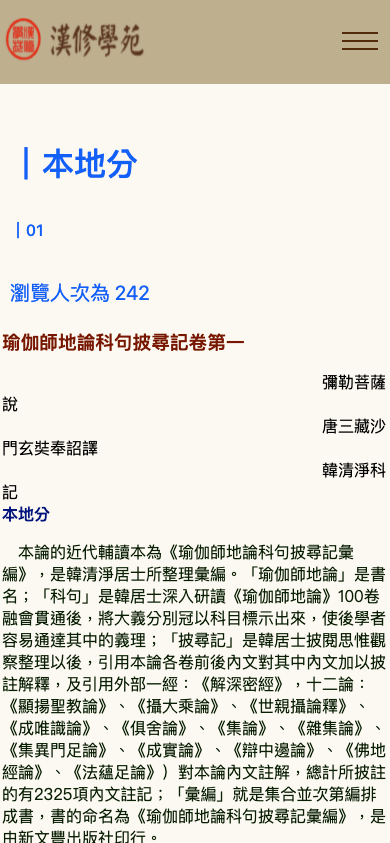 漢修學苑
| 本地分
| 01
瀏覽人次為 242
瑜伽師地論科句披尋記卷第一
彌勒菩薩
說
唐三藏沙
門玄奘奉詔譯
韓清淨科
記
本地分
本論的近代輔讀本為《瑜伽師地論科句披尋記彙
編》，是韓清淨居士所整理彙編。「瑜伽師地論」是書
名；「科句」是韓居士深入研讀《瑜伽師地論》100卷
融會貫通後，將大義分別冠以科目標示出來，使後學者
容易通達其中的義理；「披尋記」是韓居士披閱思惟觀
察整理以後，引用本論各卷前後內文對其中內文加以披
註解釋，及引用外部一經：《解深密經》，十二論：
《顯揚聖教論》、《攝大乘論》、《世親攝論釋》、
《成唯識論》、《俱舍論》、《集論》、《雜集論》、
《集異門足論》、《成實論》、《辯中邊論》、《佛地
經論》、《法蘊足論》）對本論內文註解，總計所披註
的有2325項內文註記；「彙編」就是集合並次第編排
成書，書的命名為《瑜伽師地論科句披尋記彙編》，是
由新文豐出版社印行。